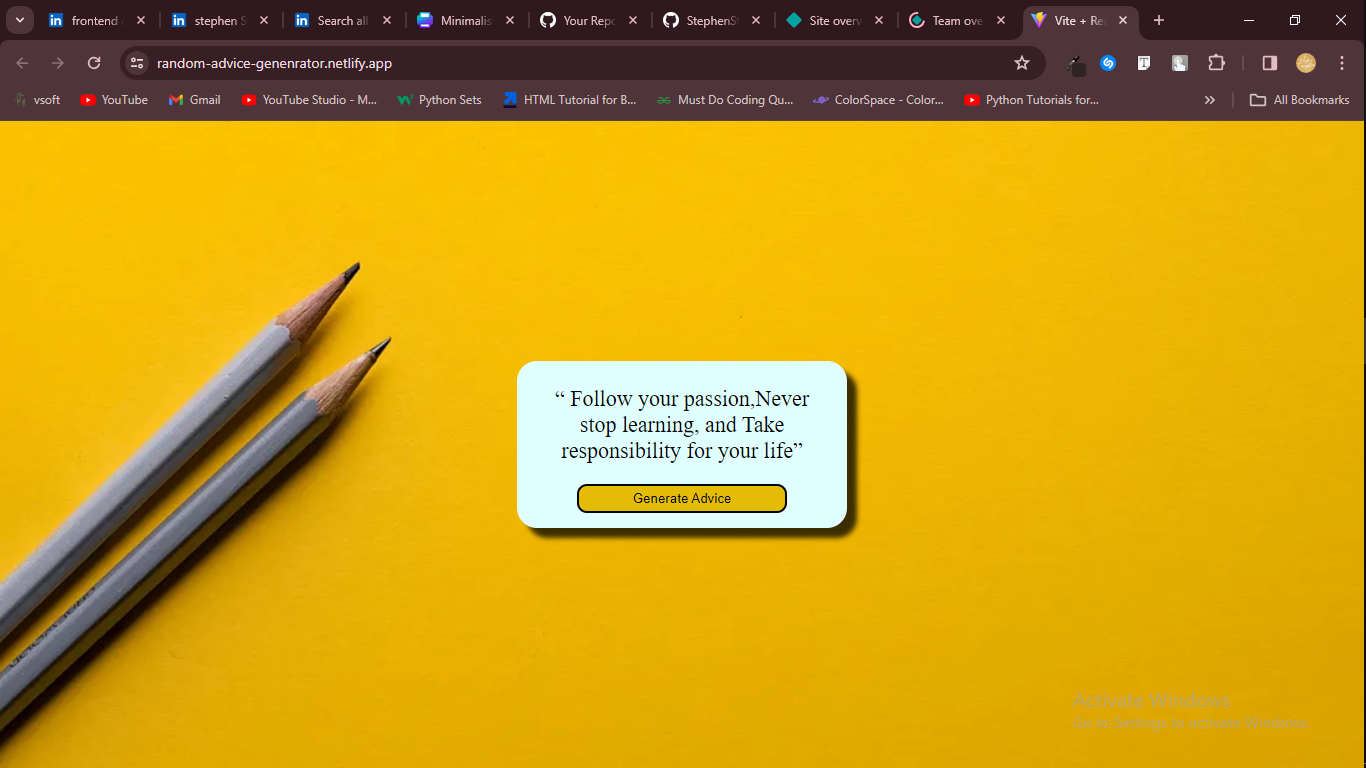 frontend
stephen S
Search all
Minimalis
Your Repo
StephenS
Site overv
Team ove
Vite + Re
random-advice-genenrator.netlify.app
vsoft
YouTube
Gmail
YouTube Studio - M...
Python Sets
HTML Tutorial for B...
Must Do Coding Qu...
ColorSpace - Color...
Python Tutorials for...
All Bookmarks
“ Follow your passion,Never
stop learning, and Take
responsibility for your life”
Generate Advice
Activate Windows
Go to Settings to activate Windows.